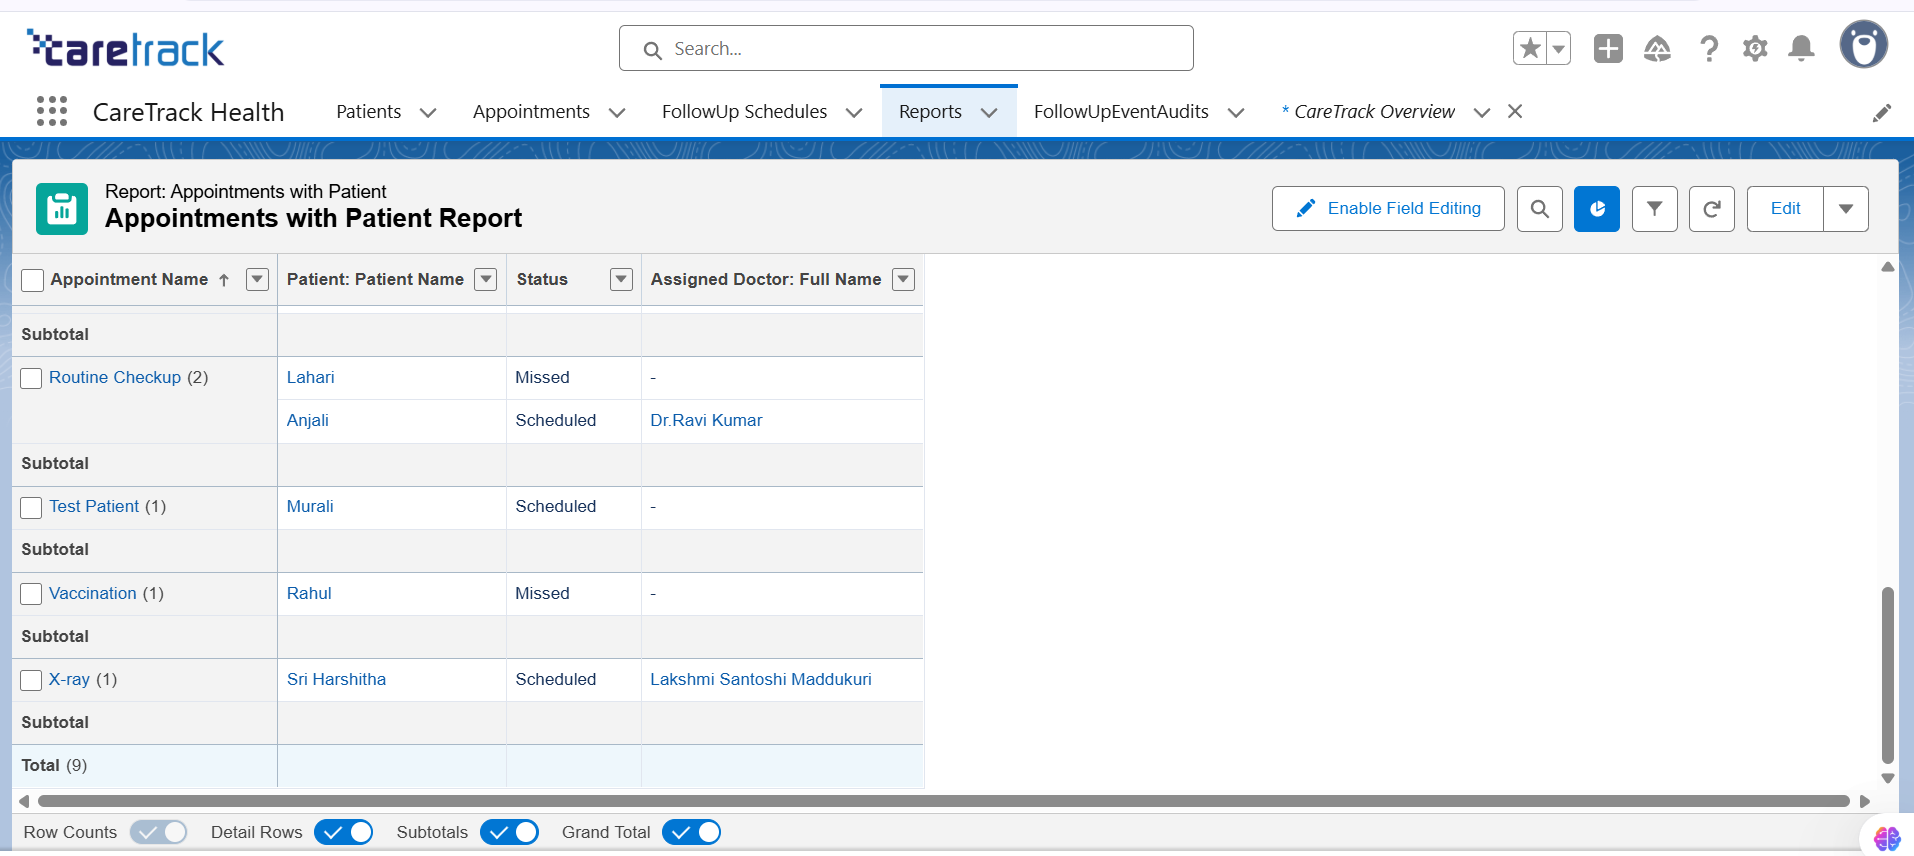 caretrack
Search...
CareTrack Health
Patients
Appointments
FollowUp Schedules
Reports
FollowUpEventAudits
* CareTrack Overview
Report: Appointments with Patient
Appointments with Patient Report
Enable Field Editing
Edit
Appointment Name ↑ Patient: Patient Name Status Assigned Doctor: Full Name
Subtotal
Routine Checkup (2) Lahari Missed -
Anjali Scheduled Dr.Ravi Kumar
Subtotal
Test Patient (1) Murali Scheduled -
Subtotal
Vaccination (1) Rahul Missed -
Subtotal
X-ray (1) Sri Harshitha Scheduled Lakshmi Santoshi Maddukuri
Subtotal
Total (9)
Row Counts Detail Rows Subtotals Grand Total